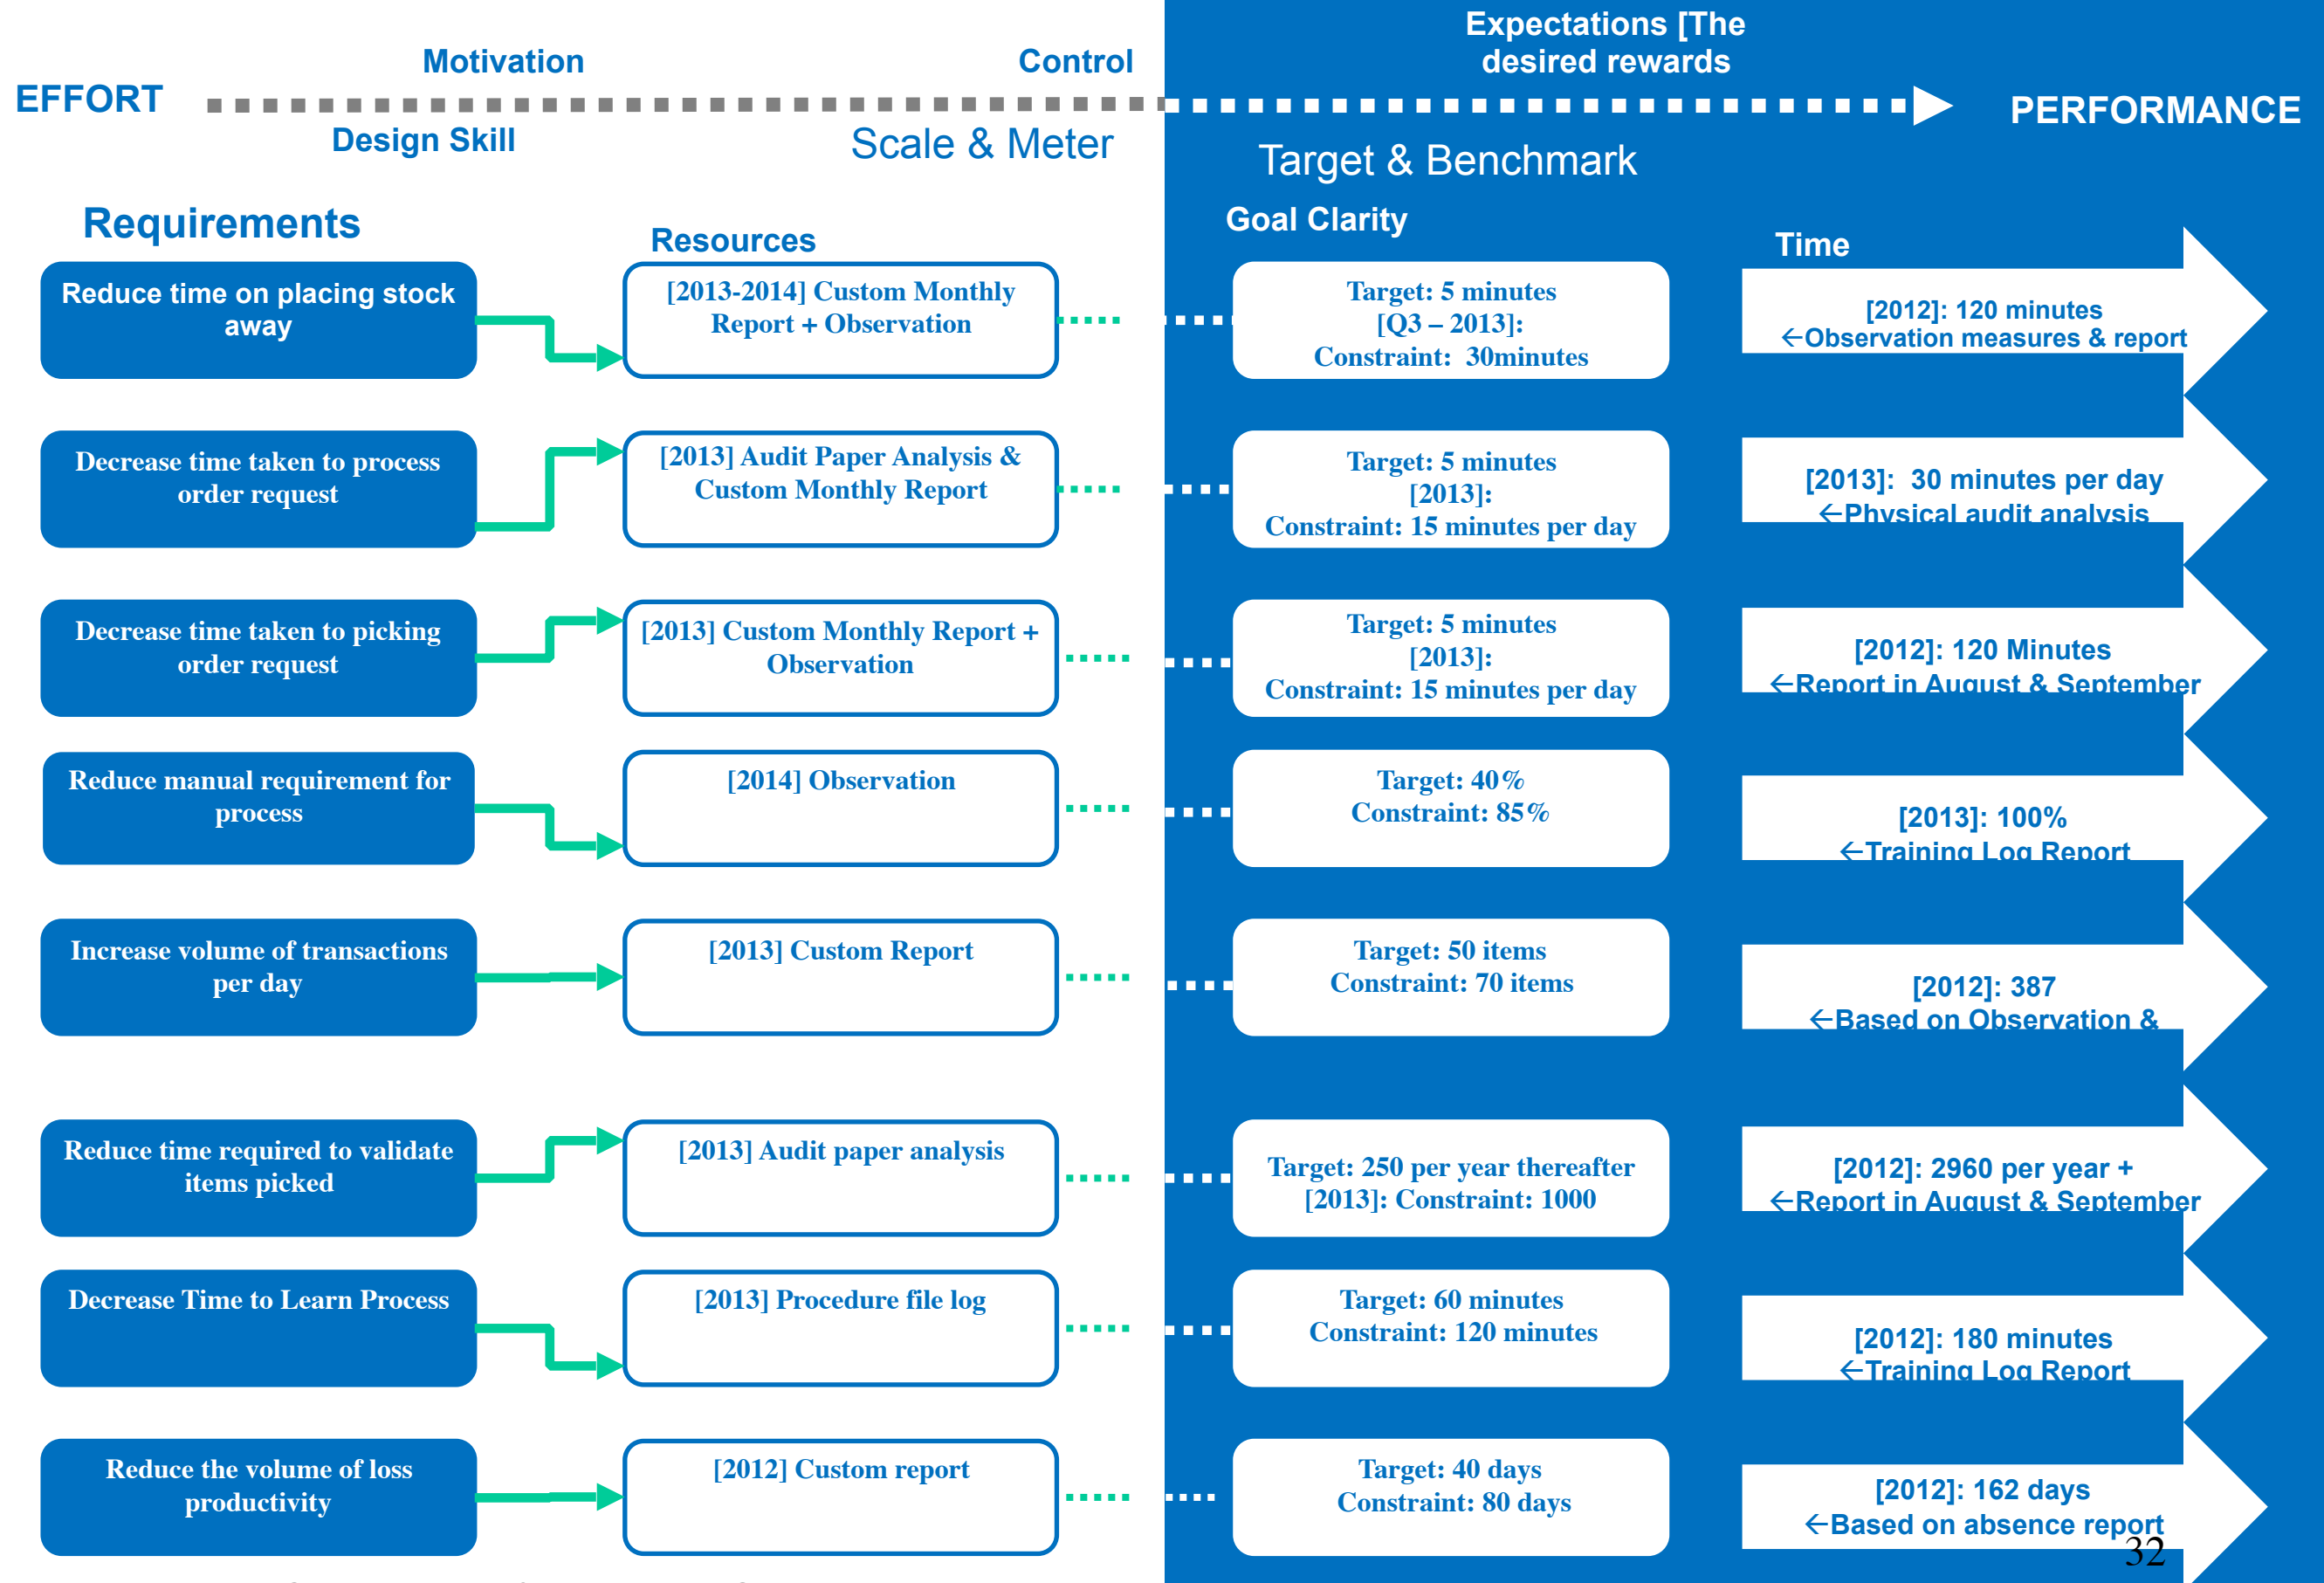 Expectations [The
desired rewards
Motivation
Control
EFFORT
PERFORMANCE
Design Skill
Scale & Meter
Target & Benchmark
Requirements
Resources
Goal Clarity
Time
Reduce time on placing stock
away
[2013-2014] Custom Monthly
Report + Observation
Target: 5 minutes
[Q3 – 2013]:
Constraint: 30minutes
[2012]: 120 minutes
←Observation measures & report
Decrease time taken to process
order request
[2013] Audit Paper Analysis &
Custom Monthly Report
Target: 5 minutes
[2013]:
Constraint: 15 minutes per day
[2013]: 30 minutes per day
←Physical audit analysis
Decrease time taken to picking
order request
[2013] Custom Monthly Report +
Observation
Target: 5 minutes
[2013]:
Constraint: 15 minutes per day
[2012]: 120 Minutes
←Report in August & September
Reduce manual requirement for
process
[2014] Observation
Target: 40%
Constraint: 85%
[2013]: 100%
←Training Log Report
Increase volume of transactions
per day
[2013] Custom Report
Target: 50 items
Constraint: 70 items
[2012]: 387
←Based on Observation &
Reduce time required to validate
items picked
[2013] Audit paper analysis
Target: 250 per year thereafter
[2013]: Constraint: 1000
[2012]: 2960 per year +
←Report in August & September
Decrease Time to Learn Process
[2013] Procedure file log
Target: 60 minutes
Constraint: 120 minutes
[2012]: 180 minutes
←Training Log Report
Reduce the volume of loss
productivity
[2012] Custom report
Target: 40 days
Constraint: 80 days
[2012]: 162 days
←Based on absence report
32